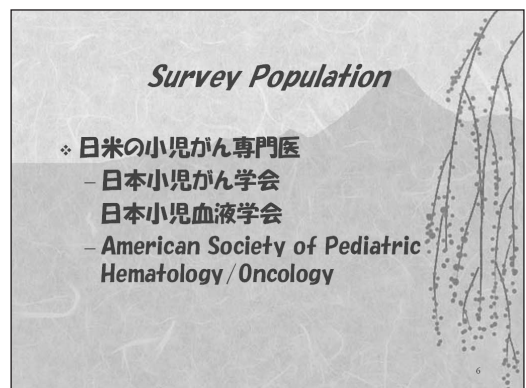 Survey Population
❖ 日米の小児がん専門医
– 日本小児がん学会
日本小児血液学会
– American Society of Pediatric
Hematology/Oncology
6